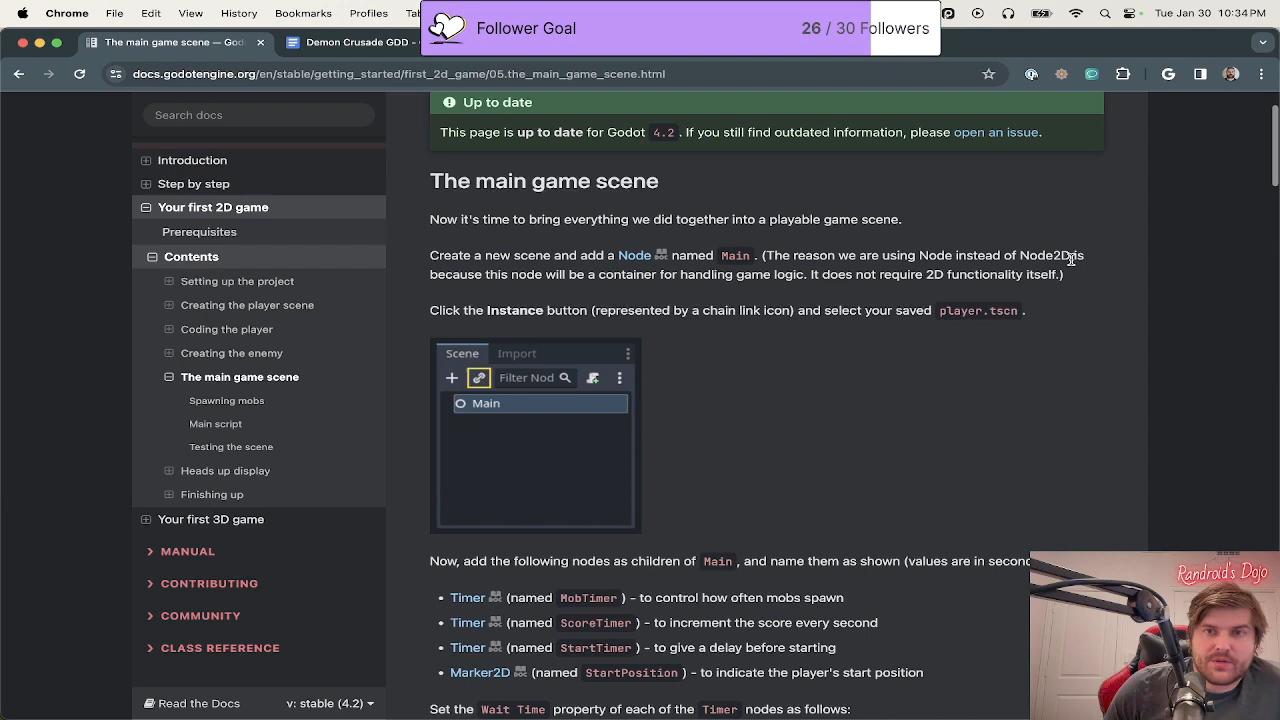 Tue Jan 30 10:34 PM
Follower Goal
26 / 30 Followers
The main game scene — God
Demon Crusade GDD -
docs.godotengine.org/en/stable/getting_started/first_2d_game/05.the_main_game_scene.html
Search docs
Introduction
Step by step
Your first 2D game
Prerequisites
Contents
Setting up the project
Creating the player scene
Coding the player
Creating the enemy
The main game scene
Spawning mobs
Main script
Testing the scene
Heads up display
Finishing up
Your first 3D game
MANUAL
CONTRIBUTING
COMMUNITY
CLASS REFERENCE
Read the Docs
v: stable (4.2)
Up to date
This page is up to date for Godot 4.2 . If you still find outdated information, please open an issue.
The main game scene
Now it's time to bring everything we did together into a playable game scene.
Create a new scene and add a Node named Main . (The reason we are using Node instead of Node2D is
because this node will be a container for handling game logic. It does not require 2D functionality itself.)
Click the Instance button (represented by a chain link icon) and select your saved player.tscn .
Scene Import
Filter Nod
Main
Now, add the following nodes as children of Main , and name them as shown (values are in second
• Timer (named MobTimer ) - to control how often mobs spawn
• Timer (named ScoreTimer ) - to increment the score every second
• Timer (named StartTimer ) - to give a delay before starting
• Marker2D (named StartPosition ) - to indicate the player's start position
Set the Wait Time property of each of the Timer nodes as follows:
Randroid's Dojo